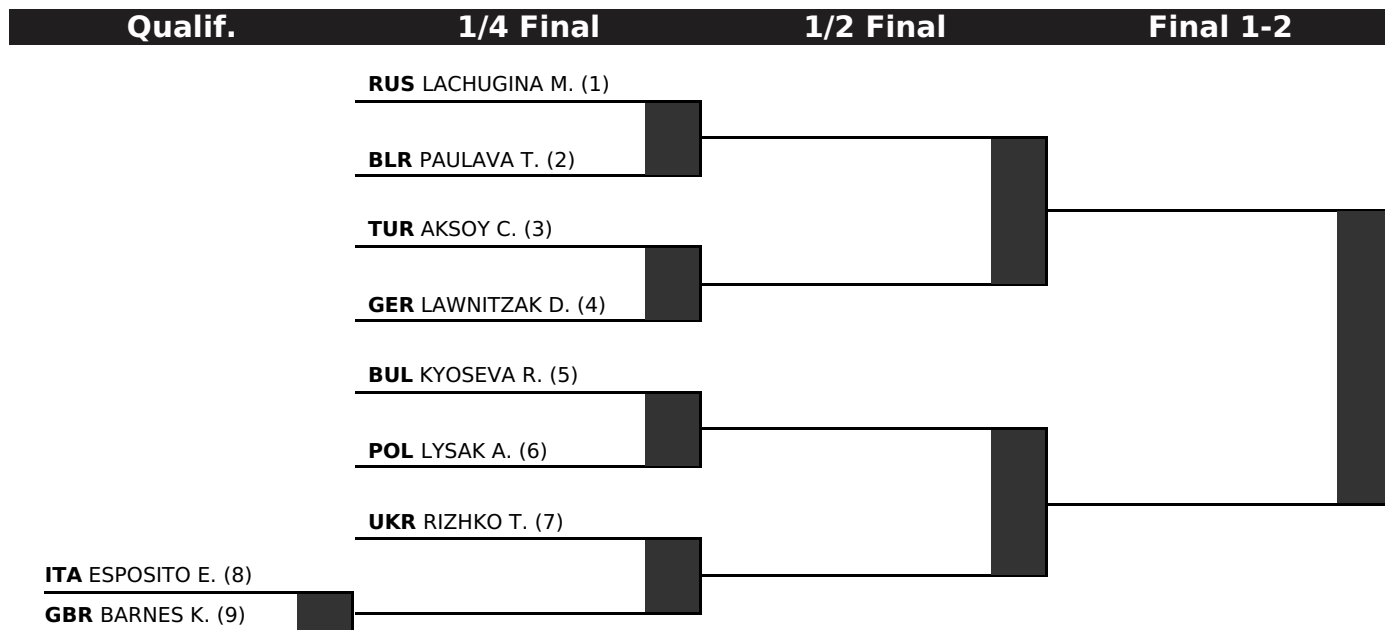 Qualif. 1/4 Final 1/2 Final Final 1-2
RUS LACHUGINA M. (1)
BLR PAULAVA T. (2)
TUR AKSOY C. (3)
GER LAWNITZAK D. (4)
BUL KYOSEVA R. (5)
POL LYSAK A. (6)
UKR RIZHKO T. (7)
ITA ESPOSITO E. (8)
GBR BARNES K. (9)